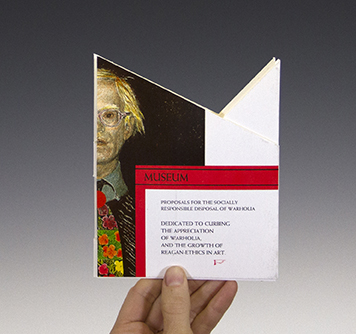 MUSEUM
PROPOSALS FOR THE SOCIALLY
RESPONSIBLE DISPOSAL OF WARHOLIA
DEDICATED TO CURBING
THE APPRECIATION
OF WARHOLIA,
AND THE GROWTH OF
REAGAN-ETHICS IN ART.